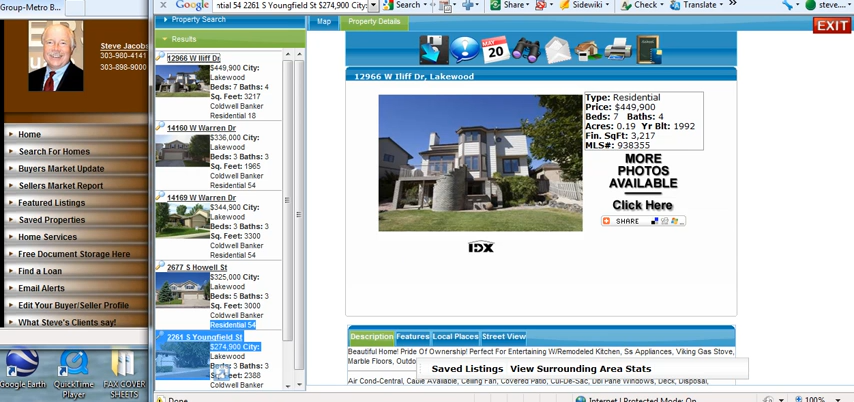 Group-Metro B
Steve Jacobs
303-980-4141
303-898-9000
Home
Search For Homes
Buyers Market Update
Sellers Market Report
Featured Listings
Saved Properties
Home Services
Free Document Storage Here
Find a Loan
Email Alerts
Edit Your Buyer/Seller Profile
What Steve's Clients say!
Google Earth
QuickTime Player
FAX COVER SHEETS
x Google
ntial 54 2261 S Youngfield St $274,900 City:
Search
Share
Sidewiki
Check
Translate
steve....
Property Search
Results
12966 W Iliff Dr
$449,900 City:
Lakewood
Beds: 7 Baths: 4
Sq. Feet: 3217
Coldwell Banker
Residential 18
14160 W Warren Dr
$336,000 City:
Lakewood
Beds: 3 Baths: 3
Sq. Feet: 1965
Coldwell Banker
Residential 54
14169 W Warren Dr
$344,900 City:
Lakewood
Beds: 3 Baths: 3
Sq. Feet: 3300
Coldwell Banker
Residential 54
2677 S Howell St
$325,000 City:
Lakewood
Beds: 5 Baths: 3
Sq. Feet: 3000
Coldwell Banker
Residential 54
2261 S Youngfield St
$274,900 City:
Lakewood
Beds: 3 Baths: 3
Sq. Feet: 2388
Coldwell Banker
Done
Map
Property Details
EXIT
MAY
20
12966 W Iliff Dr, Lakewood
Type: Residential
Price: $449,900
Beds: 7 Baths: 4
Acres: 0.19 Yr Blt: 1992
Fin. SqFt: 3,217
MLS#: 938355
MORE
PHOTOS
AVAILABLE
Click Here
SHARE
IDX
Description Features Local Places Street View
Beautiful Home! Pride Of Ownership! Perfect For Entertaining W/Remodeled Kitchen, Ss Appliances, Viking Gas Stove,
Marble Floors, Outdo
Saved Listings View Surrounding Area Stats
Air Cond-Central, Cable Available, Ceiling Fan, Covered Patio, Cul-De-Sac, Dbl Pane Windows, Deck, Disposal,
Internet | Protected Mode: On
100%